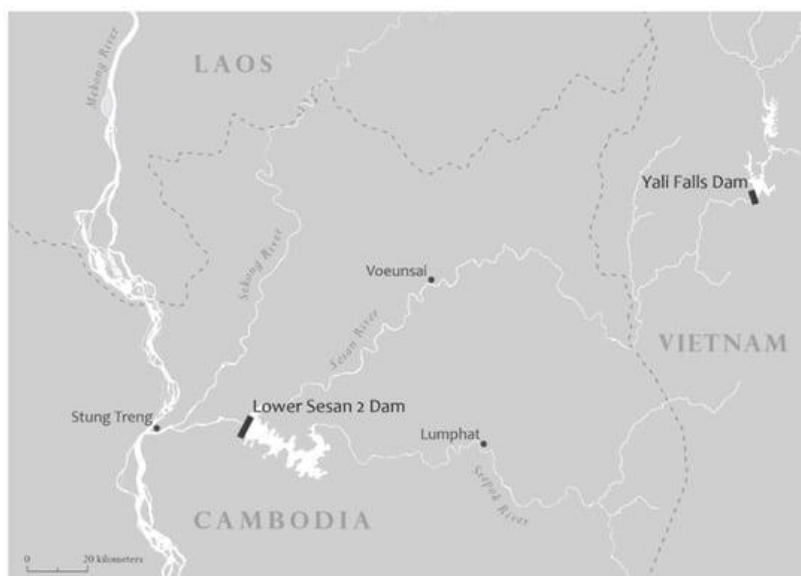 LAOS
Mekong River
Yali Falls Dam
Sekong River
Voeunsai
Sesan River
VIETNAM
Lower Sesan 2 Dam
Stung Treng
Lumphat
Srepok River
CAMBODIA
0 20 kilometers